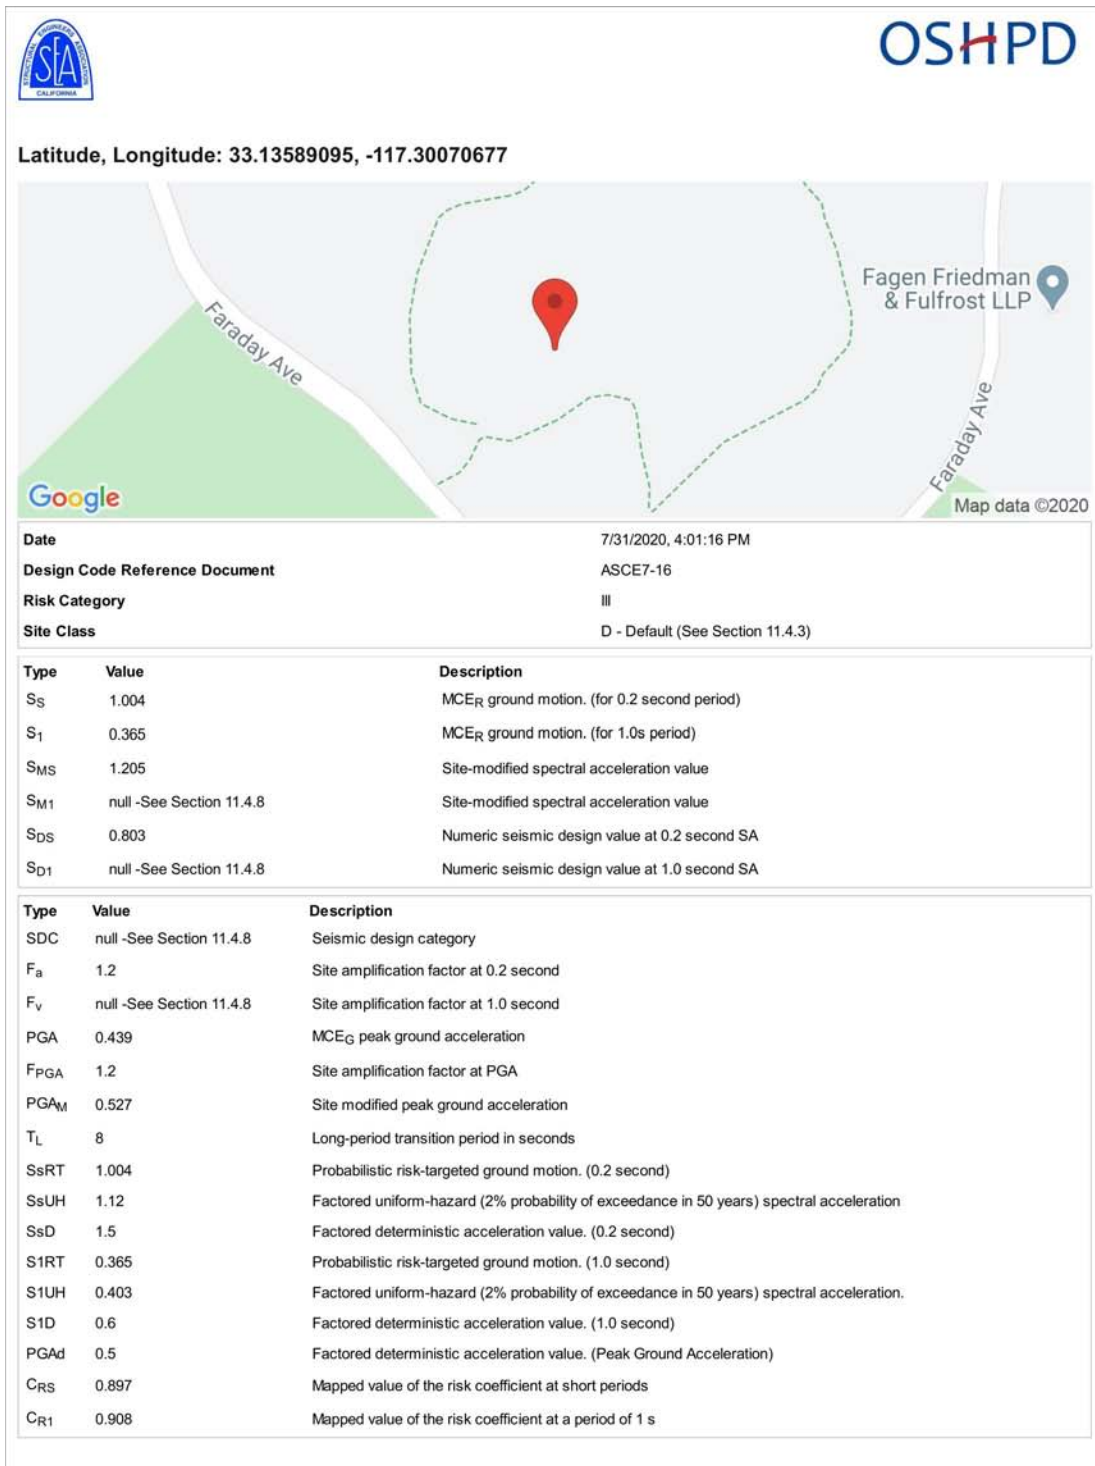 STRUCTURAL ENGINEERS ASSOCIATION
SEA
CALIFORNIA
OSHPD
Latitude, Longitude: 33.13589095, -117.30070677
Faraday Ave
Fagen Friedman
& Fulfrost LLP
Faraday Ave
Google
Map data ©2020
Date 7/31/2020, 4:01:16 PM
Design Code Reference Document ASCE7-16
Risk Category III
Site Class D - Default (See Section 11.4.3)
Type Value Description
SS 1.004 MCER ground motion. (for 0.2 second period)
S1 0.365 MCER ground motion. (for 1.0s period)
SMS 1.205 Site-modified spectral acceleration value
SM1 null -See Section 11.4.8 Site-modified spectral acceleration value
SDS 0.803 Numeric seismic design value at 0.2 second SA
SD1 null -See Section 11.4.8 Numeric seismic design value at 1.0 second SA
Type Value Description
SDC null -See Section 11.4.8 Seismic design category
Fa 1.2 Site amplification factor at 0.2 second
Fv null -See Section 11.4.8 Site amplification factor at 1.0 second
PGA 0.439 MCEG peak ground acceleration
FPGA 1.2 Site amplification factor at PGA
PGAM 0.527 Site modified peak ground acceleration
TL 8 Long-period transition period in seconds
SsRT 1.004 Probabilistic risk-targeted ground motion. (0.2 second)
SsUH 1.12 Factored uniform-hazard (2% probability of exceedance in 50 years) spectral acceleration
SsD 1.5 Factored deterministic acceleration value. (0.2 second)
S1RT 0.365 Probabilistic risk-targeted ground motion. (1.0 second)
S1UH 0.403 Factored uniform-hazard (2% probability of exceedance in 50 years) spectral acceleration.
S1D 0.6 Factored deterministic acceleration value. (1.0 second)
PGAd 0.5 Factored deterministic acceleration value. (Peak Ground Acceleration)
CRS 0.897 Mapped value of the risk coefficient at short periods
CR1 0.908 Mapped value of the risk coefficient at a period of 1 s